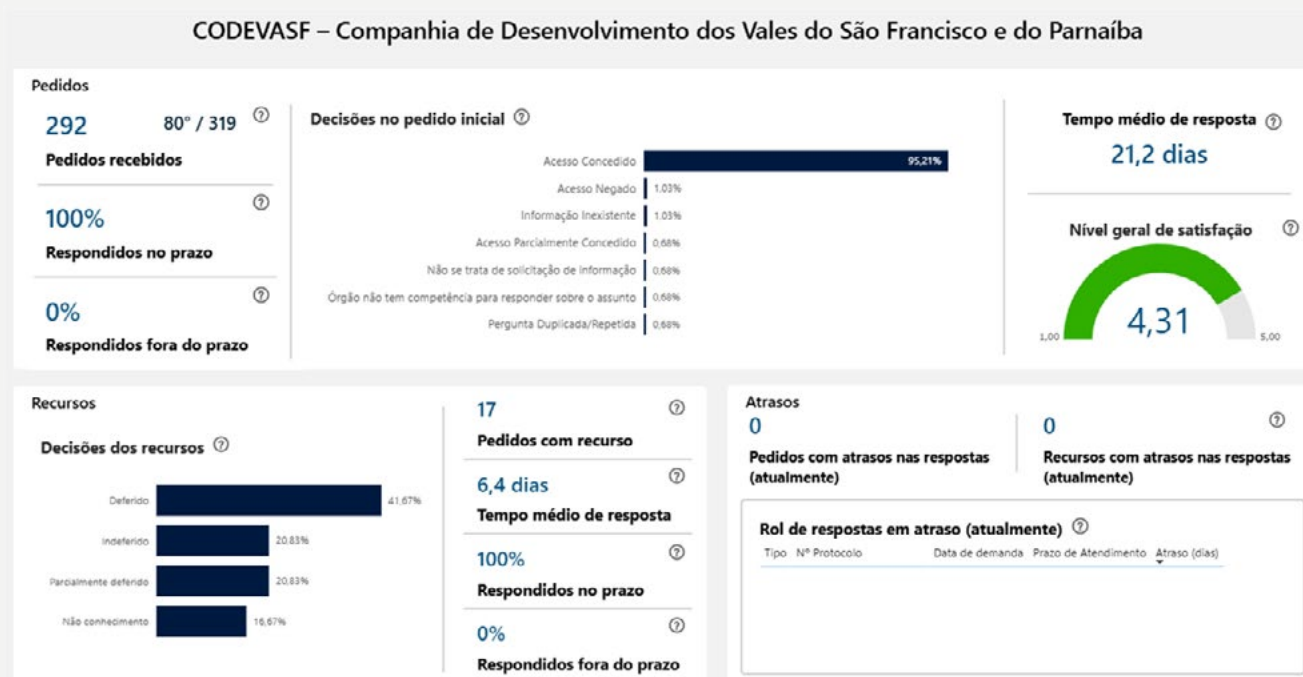 CODEVASF – Companhia de Desenvolvimento dos Vales do São Francisco e do Parnaíba
Pedidos
292 80° / 319 ?
Pedidos recebidos
?
100%
Respondidos no prazo
?
0%
Respondidos fora do prazo
Decisões no pedido inicial ?
Acesso Concedido 95,21%
Acesso Negado 1,03%
Informação Inexistente 1,03%
Acesso Parcialmente Concedido 0,68%
Não se trata de solicitação de informação 0,68%
Órgão não tem competência para responder sobre o assunto 0,68%
Pergunta Duplicada/Repetida 0,68%
Tempo médio de resposta ?
21,2 dias
Nível geral de satisfação ?
4,31
1,00 5,00
Recursos
Decisões dos recursos ?
Deferido 41,67%
Indeferido 20,83%
Parcialmente deferido 20,83%
Não conhecimento 16,67%
17 ?
Pedidos com recurso
6,4 dias ?
Tempo médio de resposta
100% ?
Respondidos no prazo
0% ?
Respondidos fora do prazo
Atrasos
0
Pedidos com atrasos nas respostas
(atualmente)
0 ?
Recursos com atrasos nas respostas
(atualmente)
Rol de respostas em atraso (atualmente) ?
Tipo Nº Protocolo Data de demanda Prazo de Atendimento Atraso (dias)